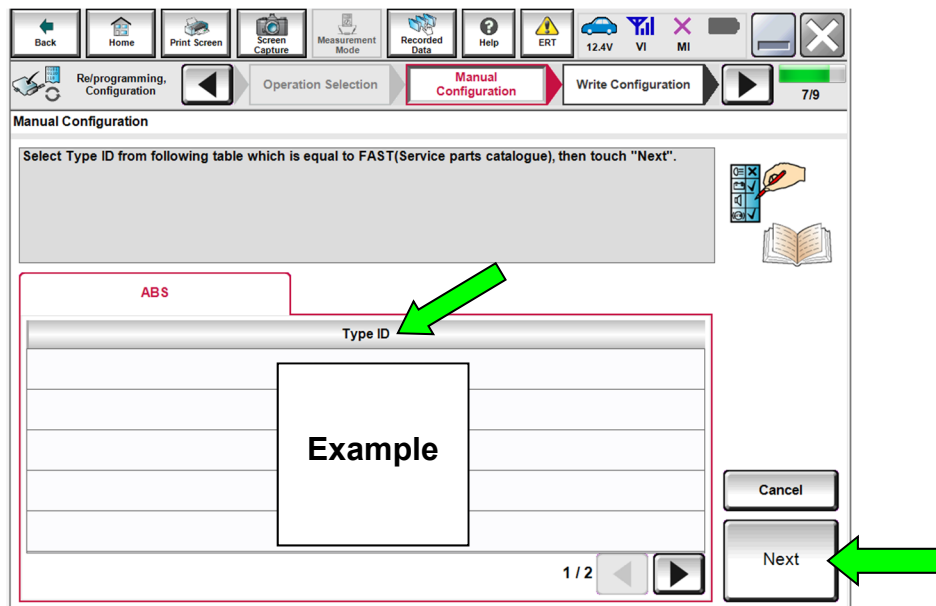 Back
Home
Print Screen
Screen
Capture
Measurement
Mode
Recorded
Data
Help
ERT
12.4V
VI
MI
Re/programming,
Configuration
Operation Selection
Manual
Configuration
Write Configuration
7/9
Manual Configuration
Select Type ID from following table which is equal to FAST(Service parts catalogue), then touch "Next".
ABS
Type ID
Example
Cancel
Next
1 / 2